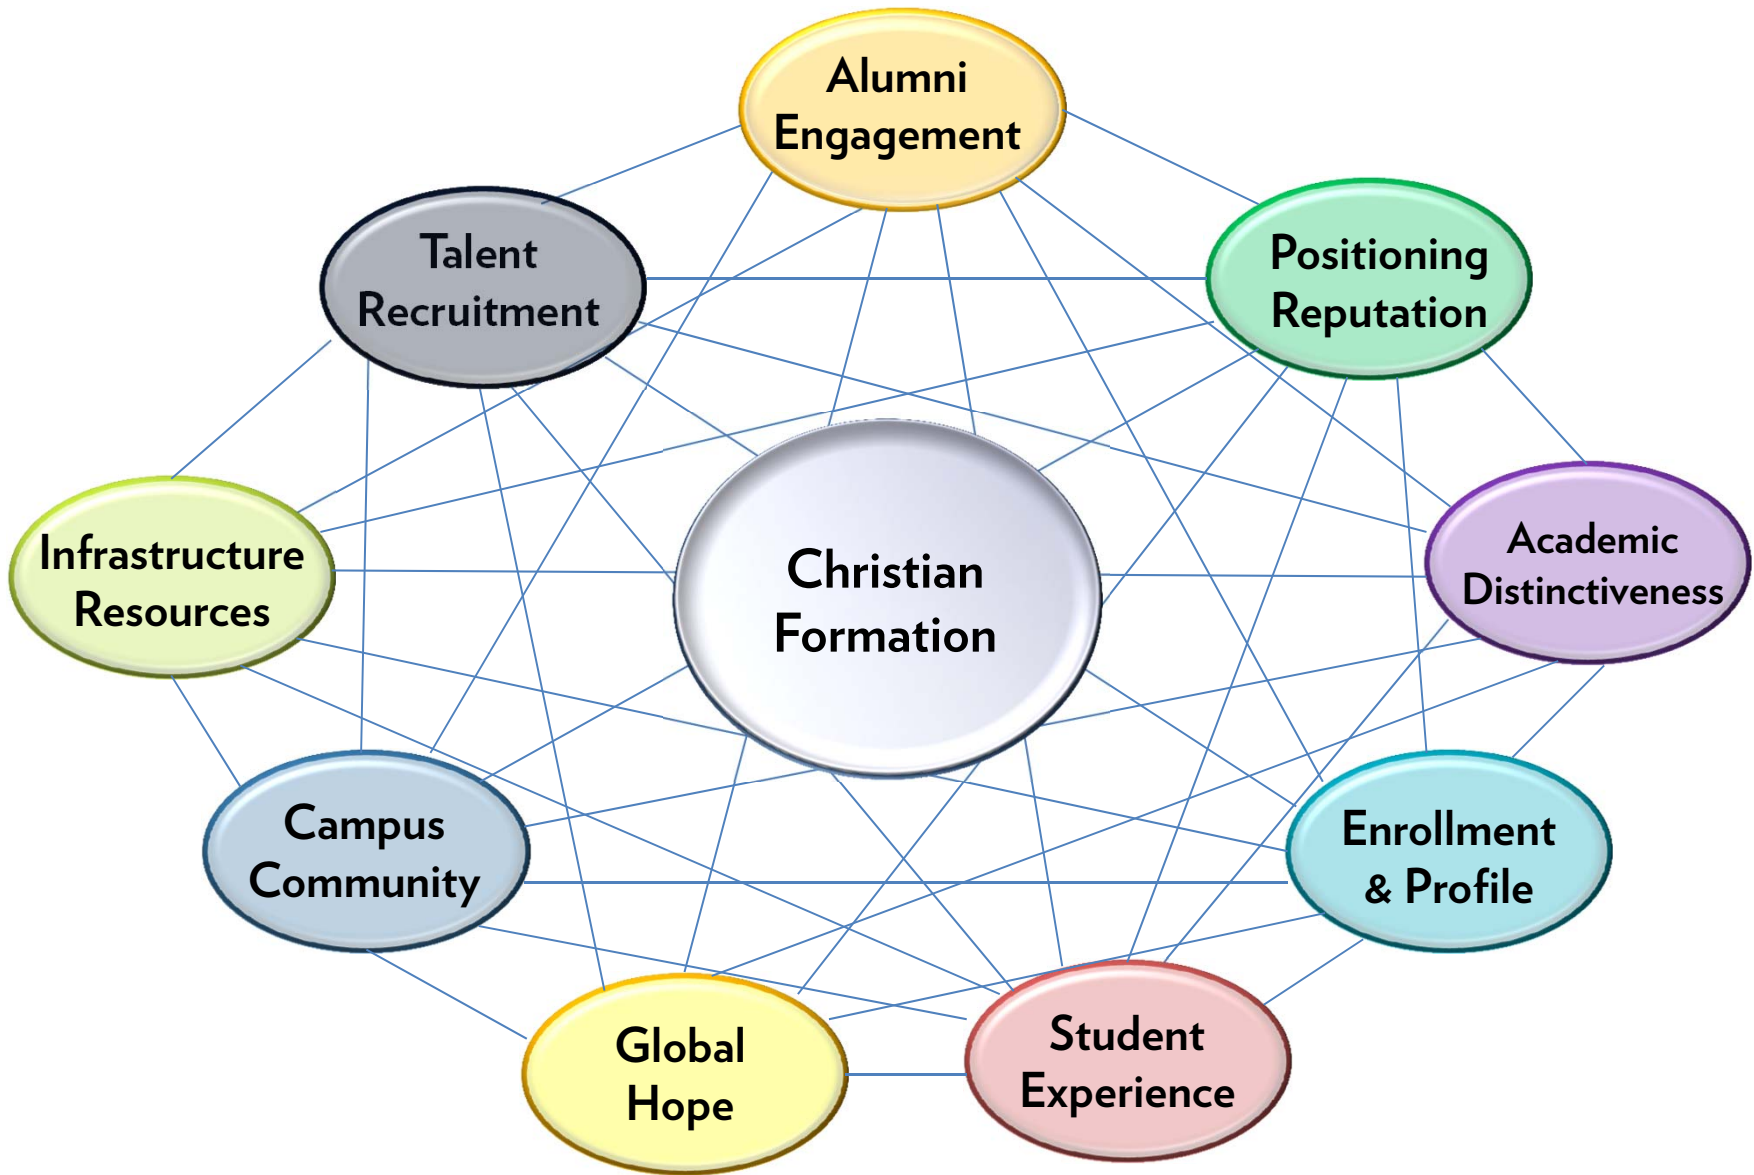 Alumni
Engagement
Talent
Recruitment
Positioning
Reputation
Infrastructure
Resources
Christian
Formation
Academic
Distinctiveness
Campus
Community
Enrollment
& Profile
Global
Hope
Student
Experience